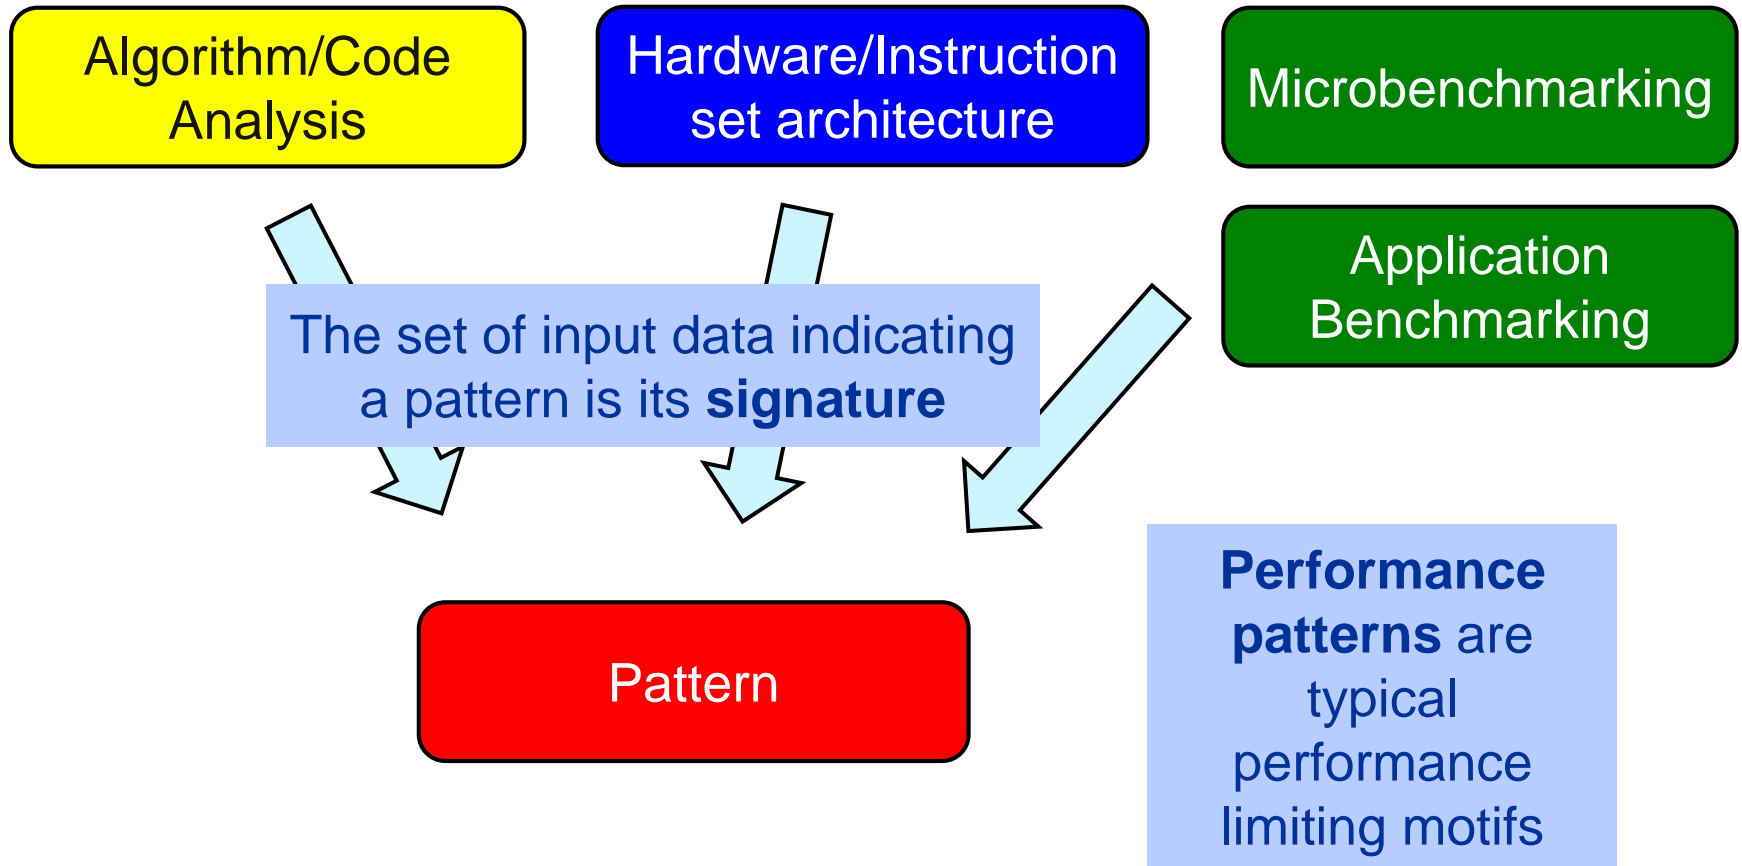 Algorithm/Code
Analysis
Hardware/Instruction
set architecture
Microbenchmarking
Application
Benchmarking
The set of input data indicating
a pattern is its signature
Pattern
Performance
patterns are
typical
performance
limiting motifs